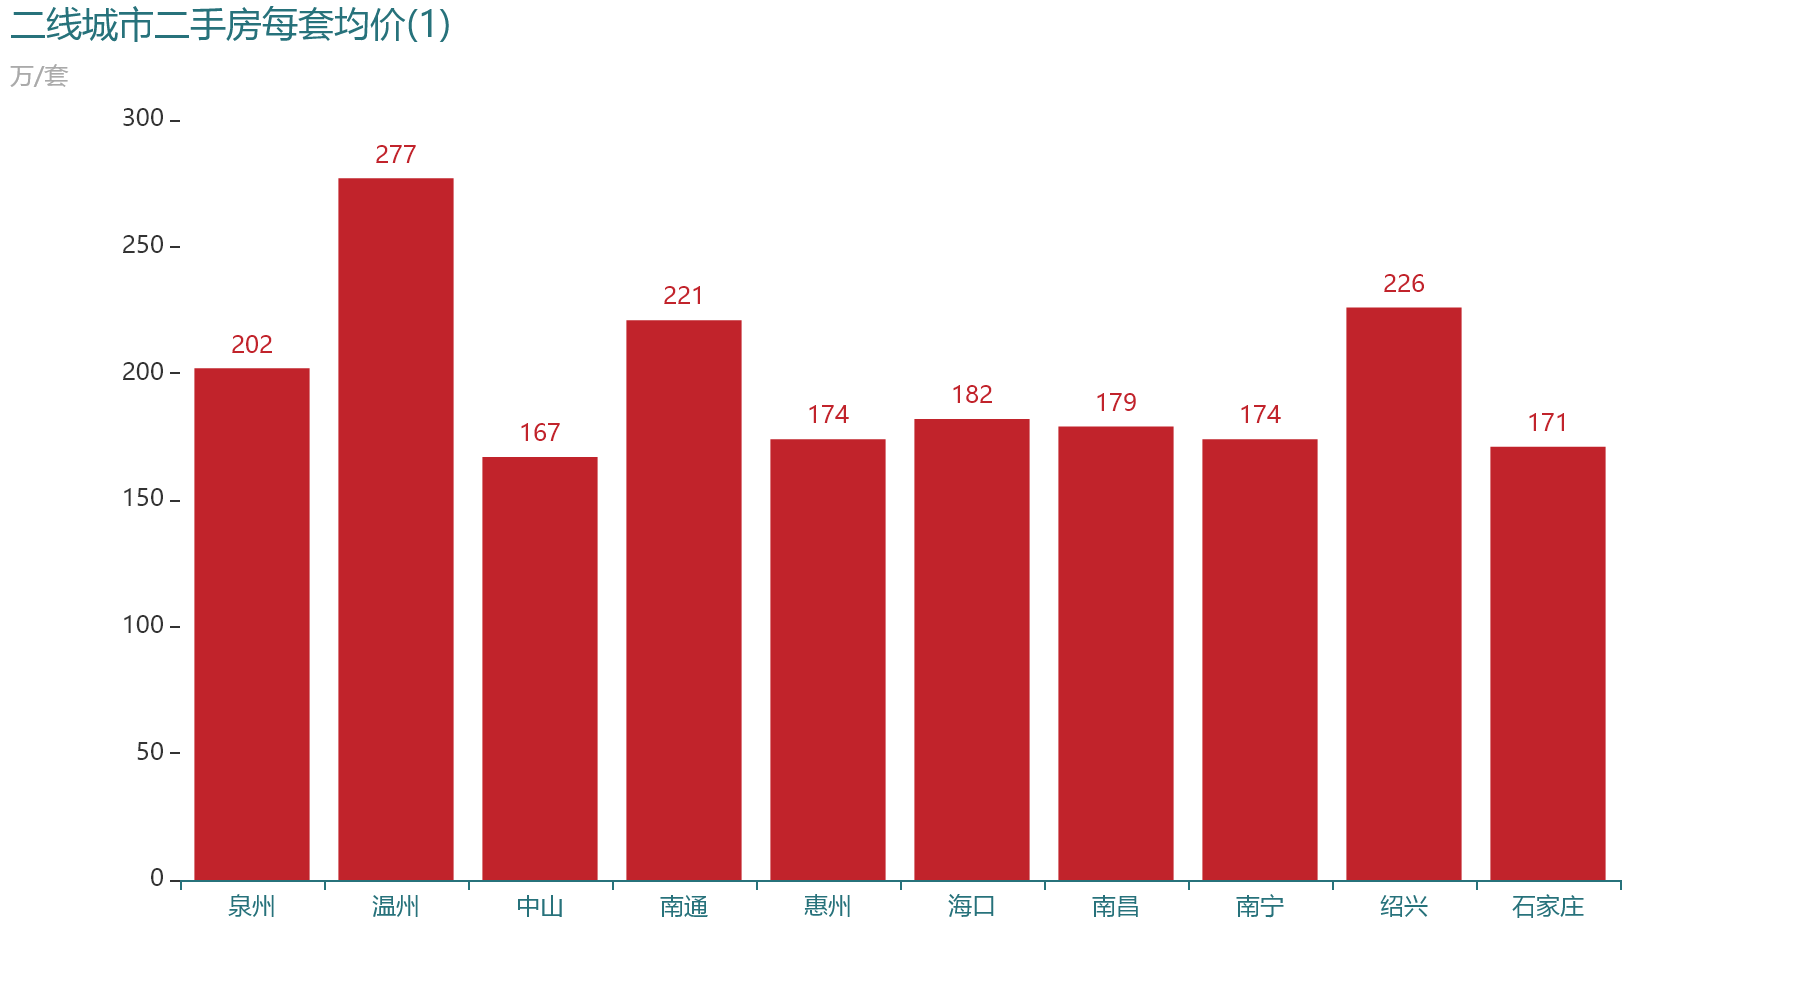 二线城市二手房每套均价(1)
万/套
300
250
200
150
100
50
0
202
277
167
221
174
182
179
174
226
171
泉州
温州
中山
南通
惠州
海口
南昌
南宁
绍兴
石家庄